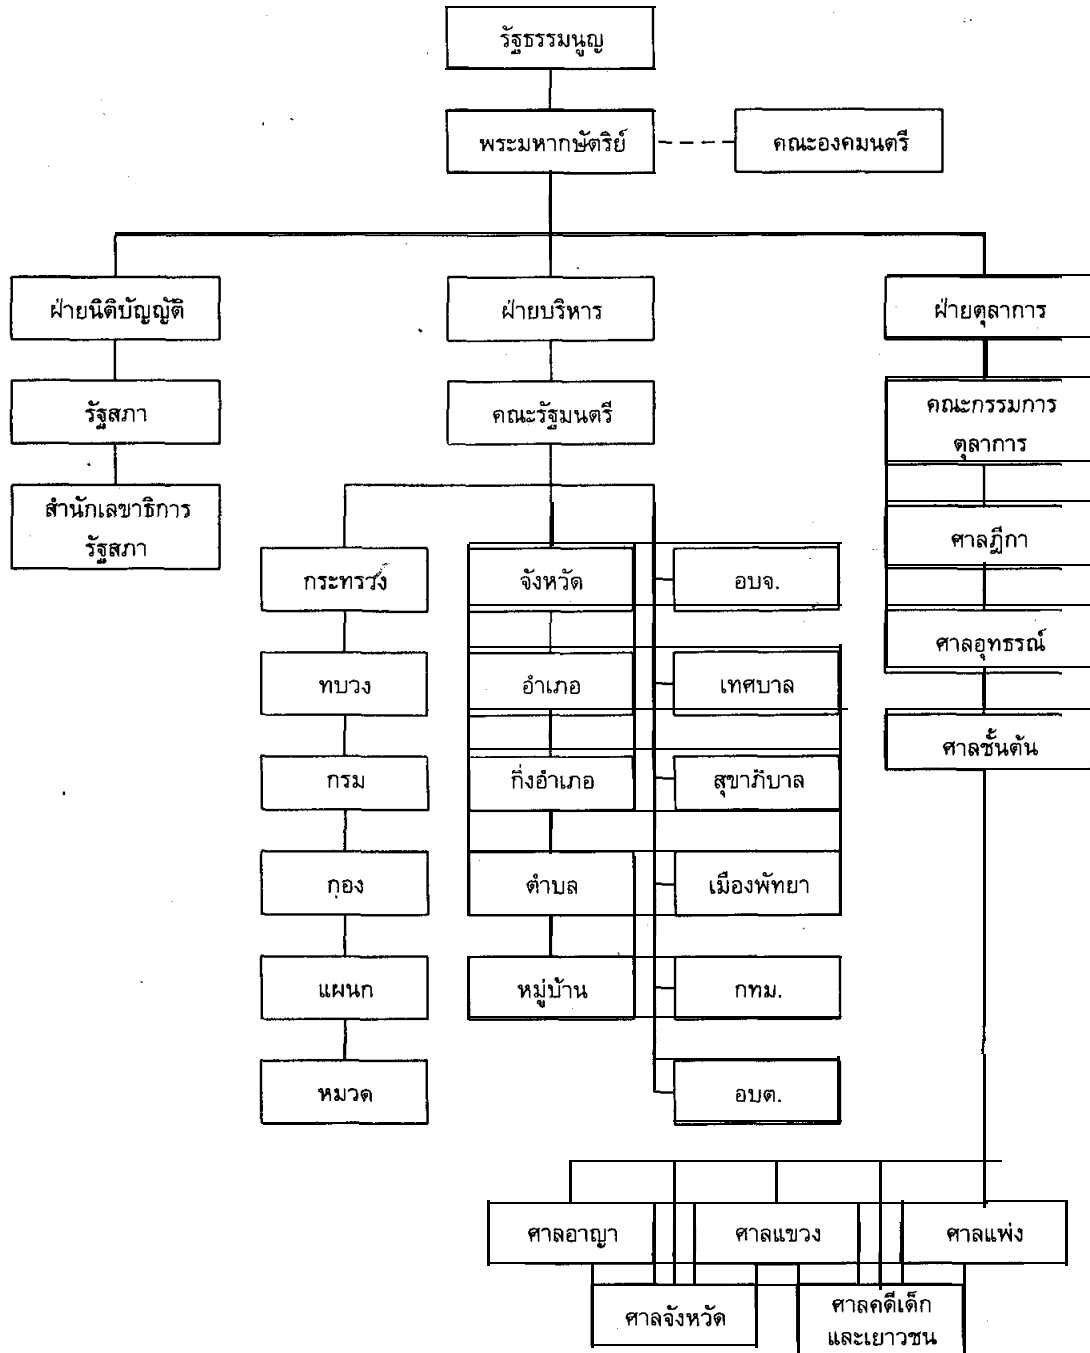 รัฐธรรมนูญ
พระมหากษัตริย์
คณะองคมนตรี
ฝ่ายนิติบัญญัติ
ฝ่ายบริหาร
ฝ่ายตุลาการ
รัฐสภา
คณะรัฐมนตรี
คณะกรรมการ
ตุลาการ
สำนักเลขาธิการ
รัฐสภา
ศาลฎีกา
กระทรวง
จังหวัด
อบจ.
ศาลอุทธรณ์
ทบวง
อำเภอ
เทศบาล
ศาลชั้นต้น
กรม
กิ่งอำเภอ
สุขาภิบาล
กอง
ตำบล
เมืองพัทยา
แผนก
หมู่บ้าน
กทม.
หมวด
อบต.
ศาลอาญา
ศาลแขวง
ศาลแพ่ง
ศาลจังหวัด
ศาลคดีเด็ก
และเยาวชน